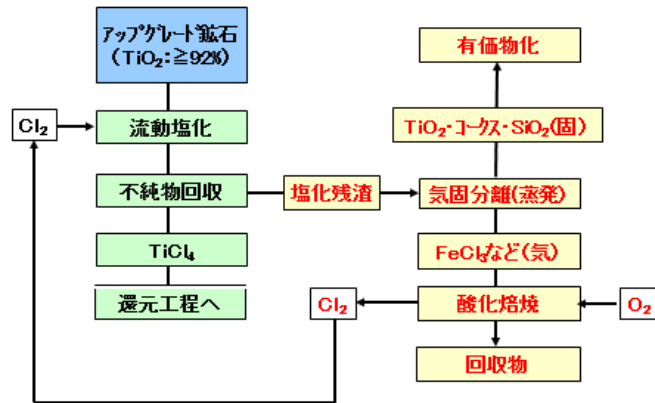 アップグレード鉱石
(TiO₂:≧92%)
有価物化
Cl₂
流動塩化
TiO₂・コークス・SiO₂(固)
不純物回収
塩化残渣
気固分離(蒸発)
TiCl₄
FeCl₃など(気)
還元工程へ
Cl₂
酸化焙焼
O₂
回収物